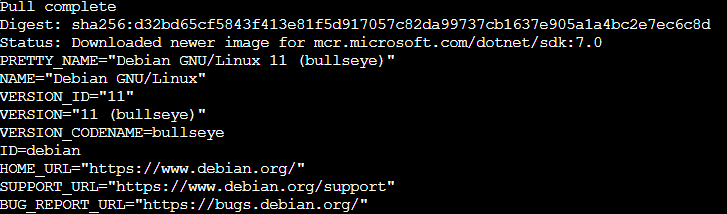 Pull complete
Digest: sha256:d32bd65cf5843f413e81f5d917057c82da99737cb1637e905a1a4bc2e7ec6c8d
Status: Downloaded newer image for mcr.microsoft.com/dotnet/sdk:7.0
PRETTY_NAME="Debian GNU/Linux 11 (bullseye)"
NAME="Debian GNU/Linux"
VERSION_ID="11"
VERSION="11 (bullseye)"
VERSION_CODENAME=bullseye
ID=debian
HOME_URL="https://www.debian.org/"
SUPPORT_URL="https://www.debian.org/support"
BUG_REPORT_URL="https://bugs.debian.org/"